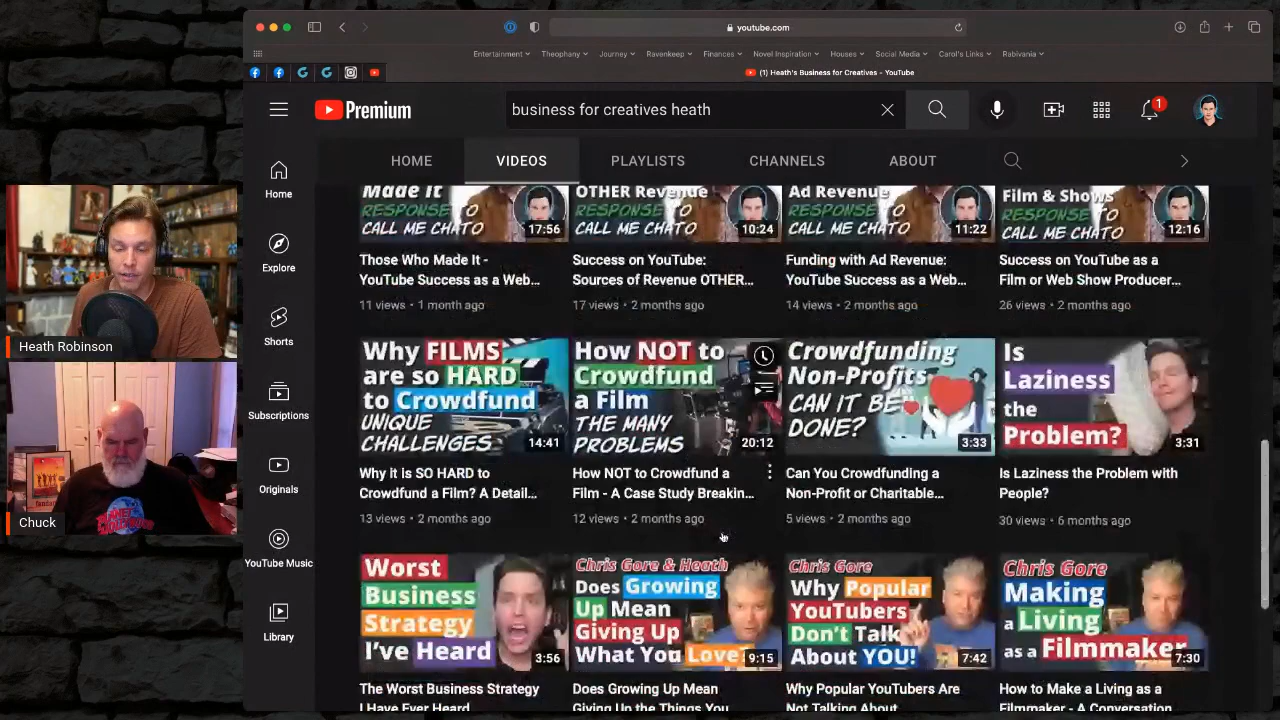 youtube.com
Entertainment Theophany Journey Ravenkeep Finances Novel Inspiration Houses Social Media Carol's Links Rabivania
(1) Heath's Business for Creatives - YouTube
Premium
business for creatives heath
1
HOME VIDEOS PLAYLISTS CHANNELS ABOUT
Home
Explore
Shorts
Subscriptions
Originals
YouTube Music
Library
Heath Robinson
Chuck
Made It
RESPONSE TO
CALL ME CHATO
17:56
Those Who Made It -
YouTube Success as a Web...
11 views • 1 month ago
OTHER Revenue
RESPONSE TO
CALL ME CHATO
10:24
Success on YouTube:
Sources of Revenue OTHER...
17 views • 2 months ago
Ad Revenue
RESPONSE TO
CALL ME CHATO
11:22
Funding with Ad Revenue:
YouTube Success as a Web...
14 views • 2 months ago
Film & Shows
RESPONSE TO
CALL ME CHATO
12:16
Success on YouTube as a
Film or Web Show Producer...
26 views • 2 months ago
Why FILMS
are so HARD
to Crowdfund
UNIQUE
CHALLENGES
14:41
Why it is SO HARD to
Crowdfund a Film? A Detail...
13 views • 2 months ago
How NOT to
Crowdfund
a Film
THE MANY
PROBLEMS
20:12
How NOT to Crowdfund a
Film - A Case Study Breakin...
12 views • 2 months ago
Crowdfunding
Non-Profits
CAN IT BE
DONE?
3:33
Can You Crowdfunding a
Non-Profit or Charitable...
5 views • 2 months ago
Is
Laziness
the
Problem?
3:31
Is Laziness the Problem with
People?
30 views • 6 months ago
Worst
Business
Strategy
I've Heard
3:56
The Worst Business Strategy
I Have Ever Heard
Chris Gore & Heath
Does Growing
Up Mean
Giving Up
What You Love?
9:15
Does Growing Up Mean
Giving Up the Things You
Chris Gore
Why Popular
YouTubers
Don't Talk
About YOU!
7:42
Why Popular YouTubers Are
Not Talking About
Chris Gore
Making
a Living
as a Filmmaker
7:30
How to Make a Living as a
Filmmaker - A Conversation